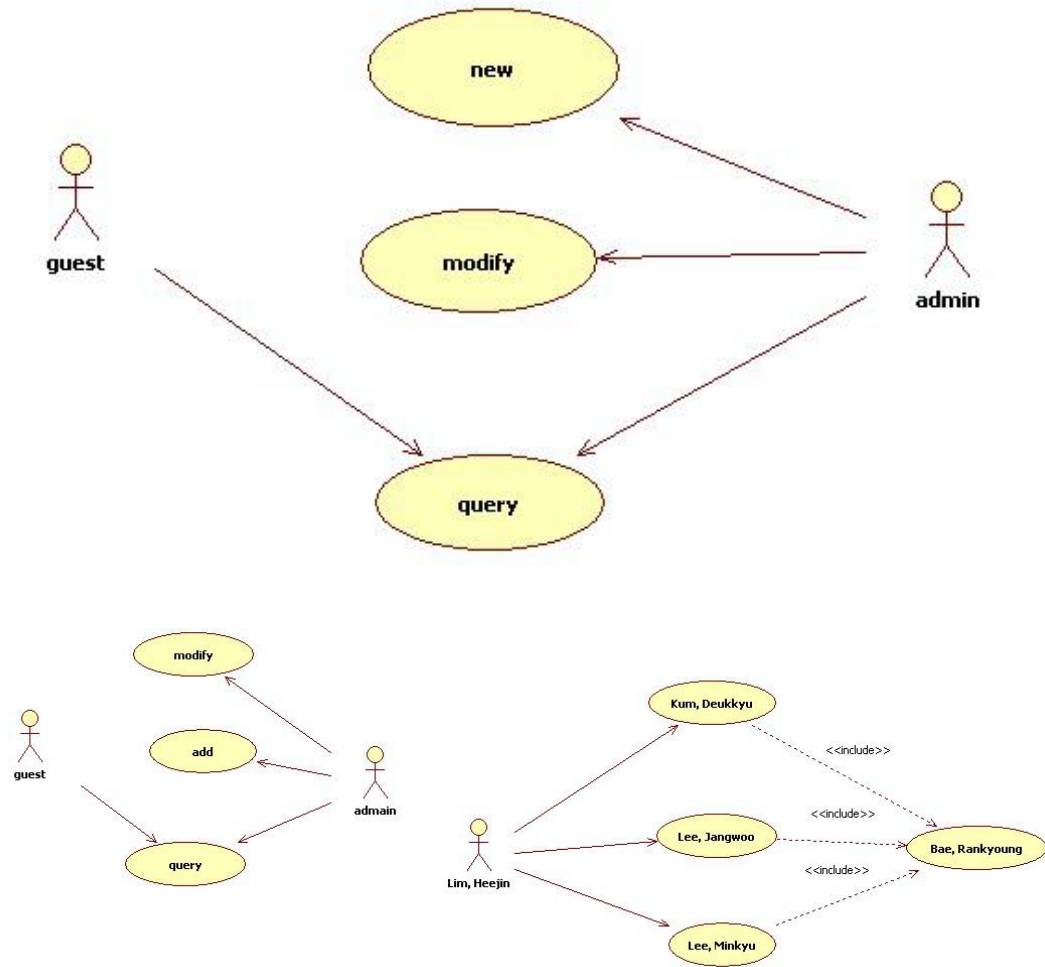 new
guest
modify
admin
query
modify
guest
add
admain
query
Kum, Deukkyu
<<include>>
<<include>>
Lee, Jangwoo
Bae, Rankyoung
<<include>>
Lim, Heejin
Lee, Minkyu